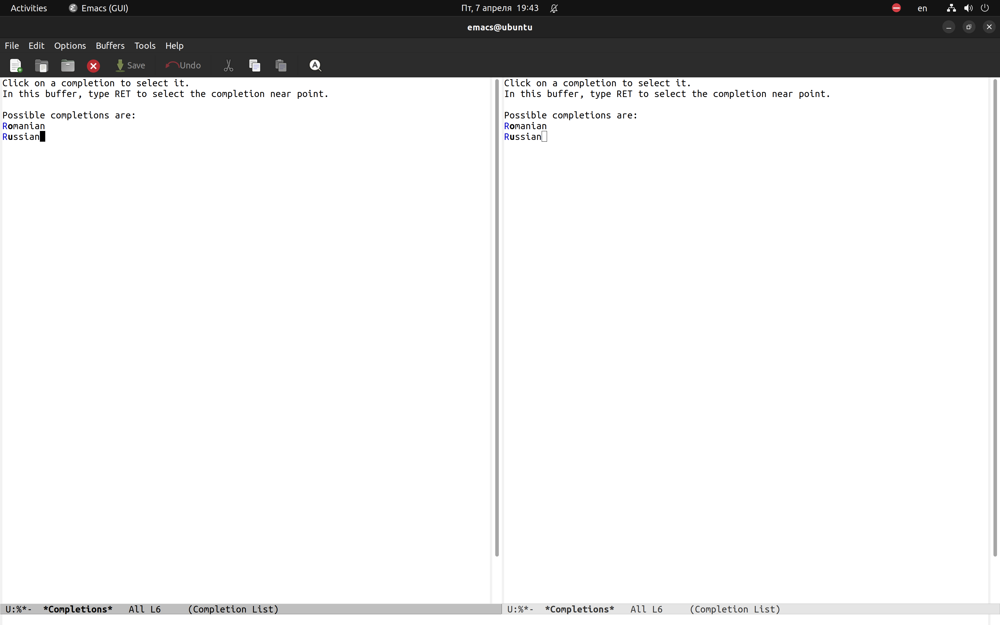 Activities Emacs (GUI) Пт, 7 апреля 19:43 en
emacs@ubuntu
File Edit Options Buffers Tools Help
Save Undo
Click on a completion to select it.
In this buffer, type RET to select the completion near point.
Possible completions are:
Romanian
Russian
Click on a completion to select it.
In this buffer, type RET to select the completion near point.
Possible completions are:
Romanian
Russian
U:%*- *Completions* All L6 (Completion List)
U:%*- *Completions* All L6 (Completion List)